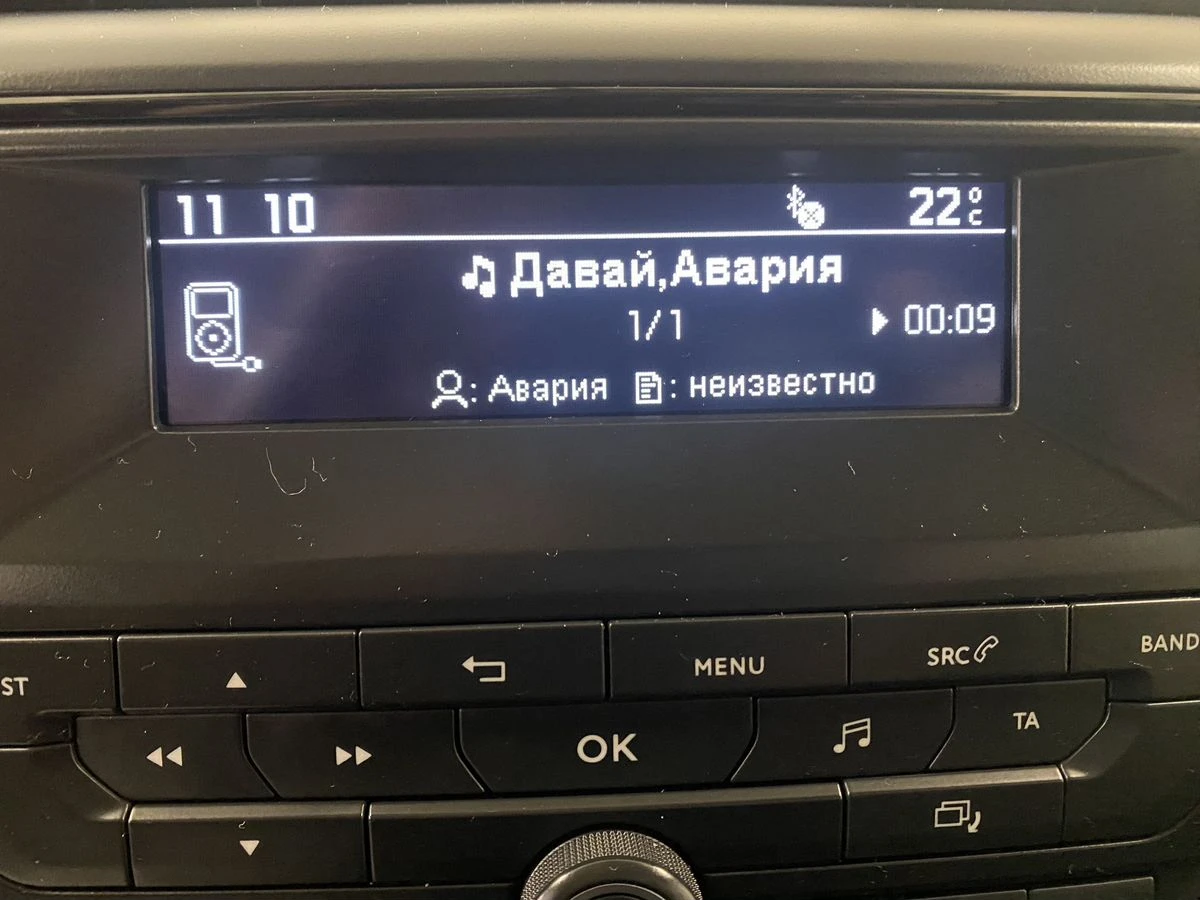 11 10 22°C
Давай,Авария
1/1 00:09
: Авария : неизвестно
ST MENU SRC BAND
OK TA